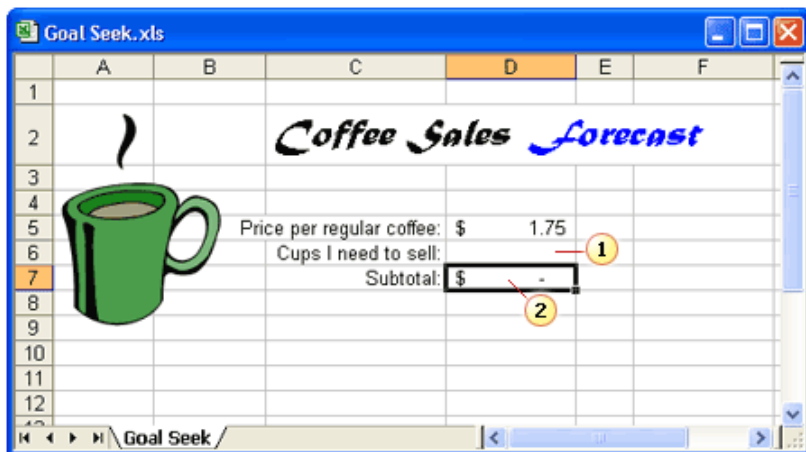 Goal Seek.xls
A B C D E F
1
2 Coffee Sales Forecast
3
4
5 Price per regular coffee: $ 1.75
6 Cups I need to sell: 1
7 Subtotal: $ -
8 2
9
10
11
12
Goal Seek